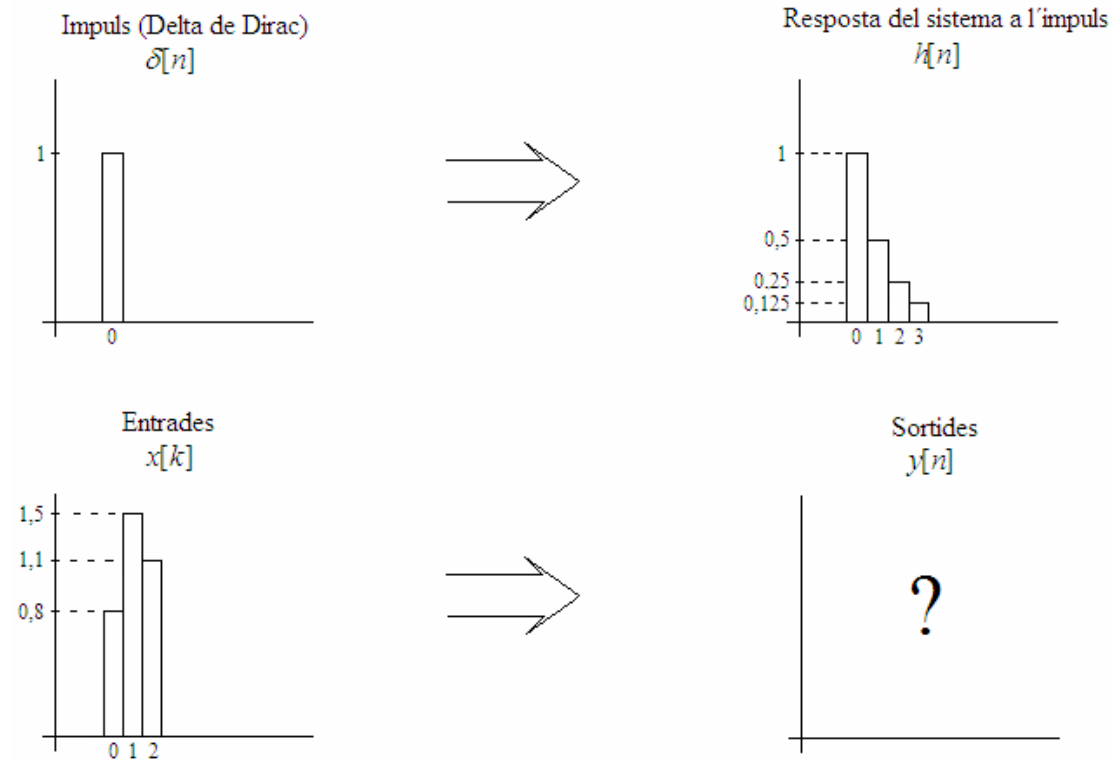 Impuls (Delta de Dirac)
δ[n]
1
0
Resposta del sistema a l´impuls
h[n]
1
0,5
0.25
0,125
0 1 2 3
Entrades
x[k]
1,5
1,1
0,8
0 1 2
Sortides
y[n]
?